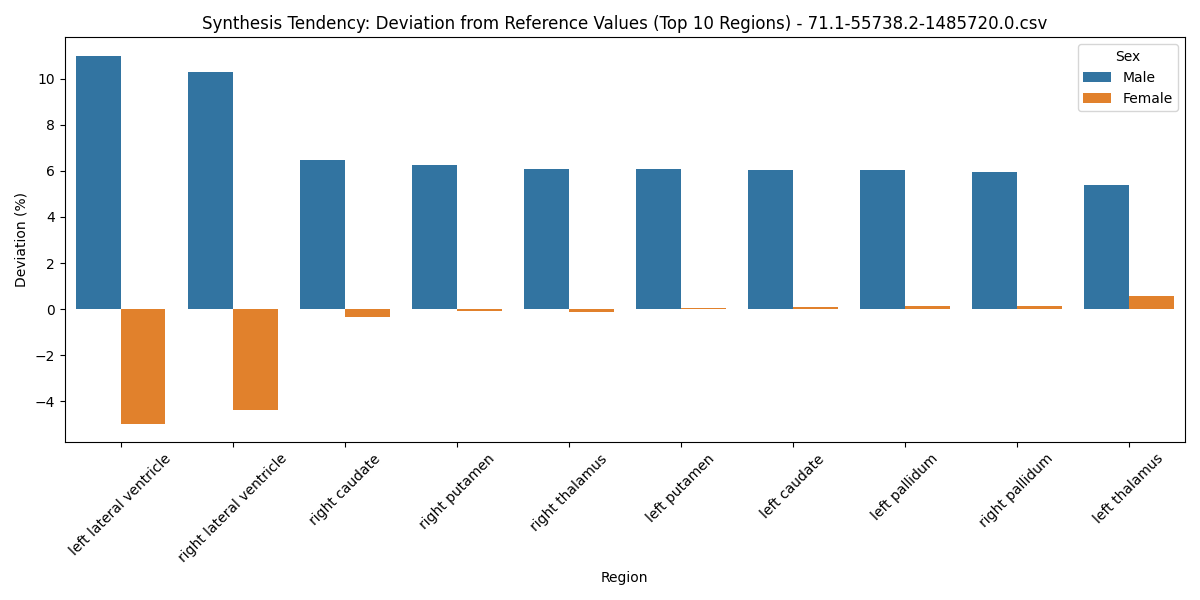 Synthesis Tendency: Deviation from Reference Values (Top 10 Regions) - 71.1-55738.2-1485720.0.csv
Sex
Male
Female
Deviation (%)
10
8
6
4
2
0
−2
−4
left lateral ventricle
right lateral ventricle
right caudate
right putamen
right thalamus
left putamen
left caudate
left pallidum
right pallidum
left thalamus
Region